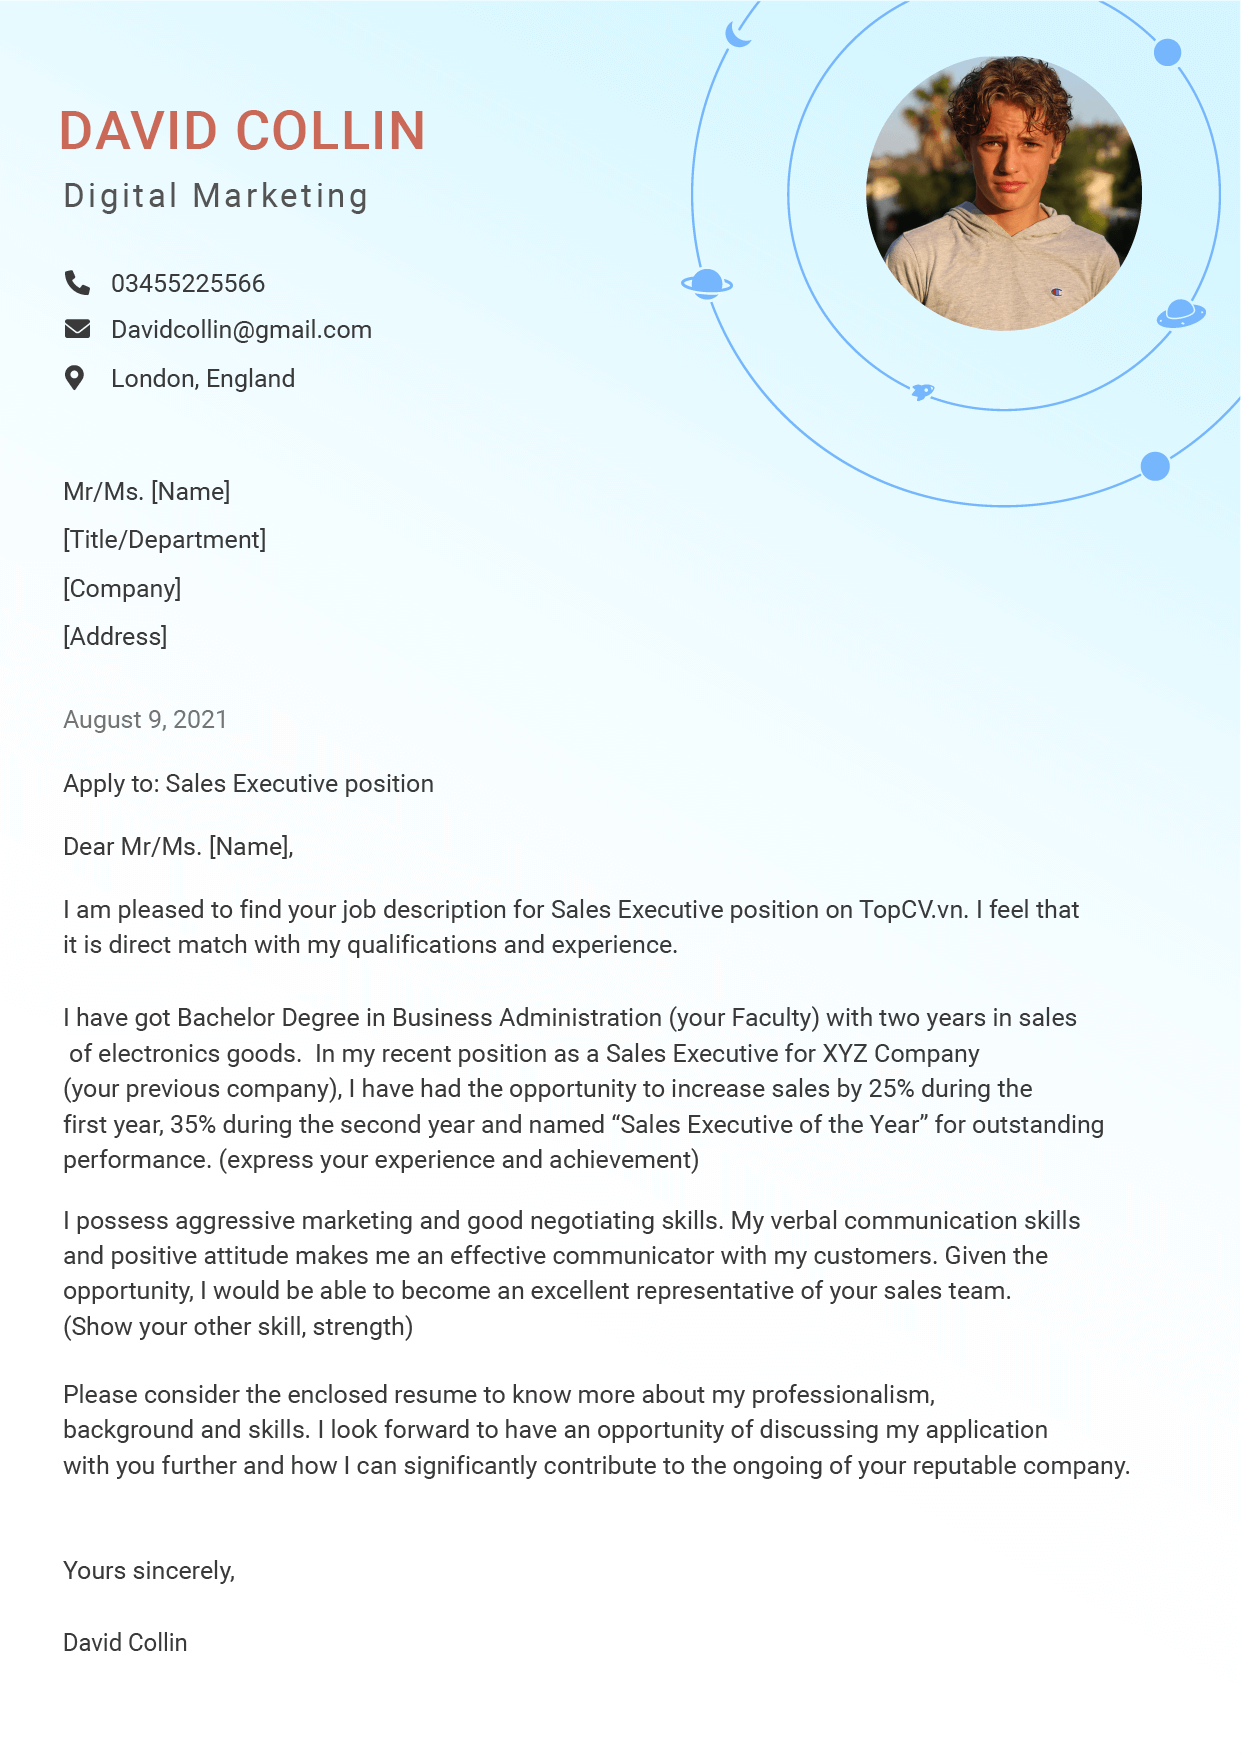 DAVID COLLIN
Digital Marketing
03455225566
Davidcollin@gmail.com
London, England
Mr/Ms. [Name]
[Title/Department]
[Company]
[Address]
August 9, 2021
Apply to: Sales Executive position
Dear Mr/Ms. [Name],
I am pleased to find your job description for Sales Executive position on TopCV.vn. I feel that
it is direct match with my qualifications and experience.
I have got Bachelor Degree in Business Administration (your Faculty) with two years in sales
of electronics goods.  In my recent position as a Sales Executive for XYZ Company
(your previous company), I have had the opportunity to increase sales by 25% during the
first year, 35% during the second year and named “Sales Executive of the Year” for outstanding
performance. (express your experience and achievement)
I possess aggressive marketing and good negotiating skills. My verbal communication skills
and positive attitude makes me an effective communicator with my customers. Given the
opportunity, I would be able to become an excellent representative of your sales team.
(Show your other skill, strength)
Please consider the enclosed resume to know more about my professionalism,
background and skills. I look forward to have an opportunity of discussing my application
with you further and how I can significantly contribute to the ongoing of your reputable company.
Yours sincerely,
David Collin